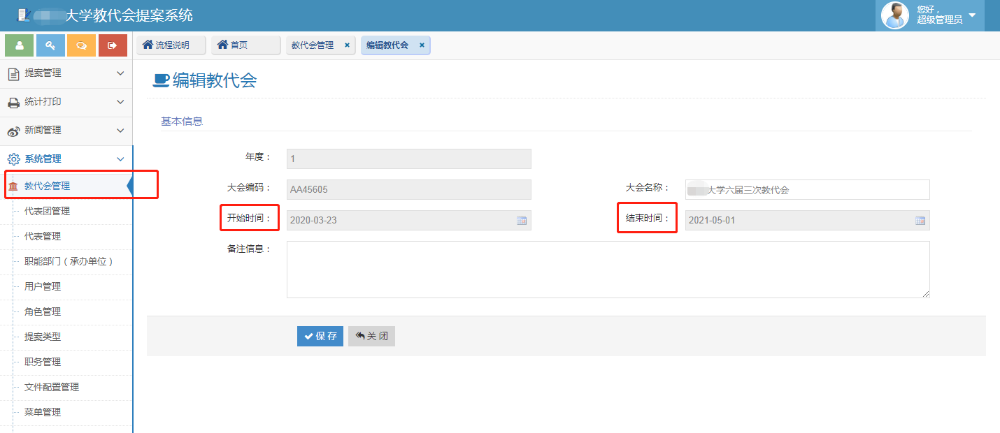 大学教代会提案系统
您好，
超级管理员
流程说明
首页
教代会管理 ×
编辑教代会 ×
提案管理
统计打印
新闻管理
系统管理
教代会管理
代表团管理
代表管理
职能部门（承办单位）
用户管理
角色管理
提案类型
职务管理
文件配置管理
菜单管理
编辑教代会
基本信息
年度： 1
大会编码： AA45605 大会名称： 大学六届三次教代会
开始时间： 2020-03-23 结束时间： 2021-05-01
备注信息：
保存 关闭